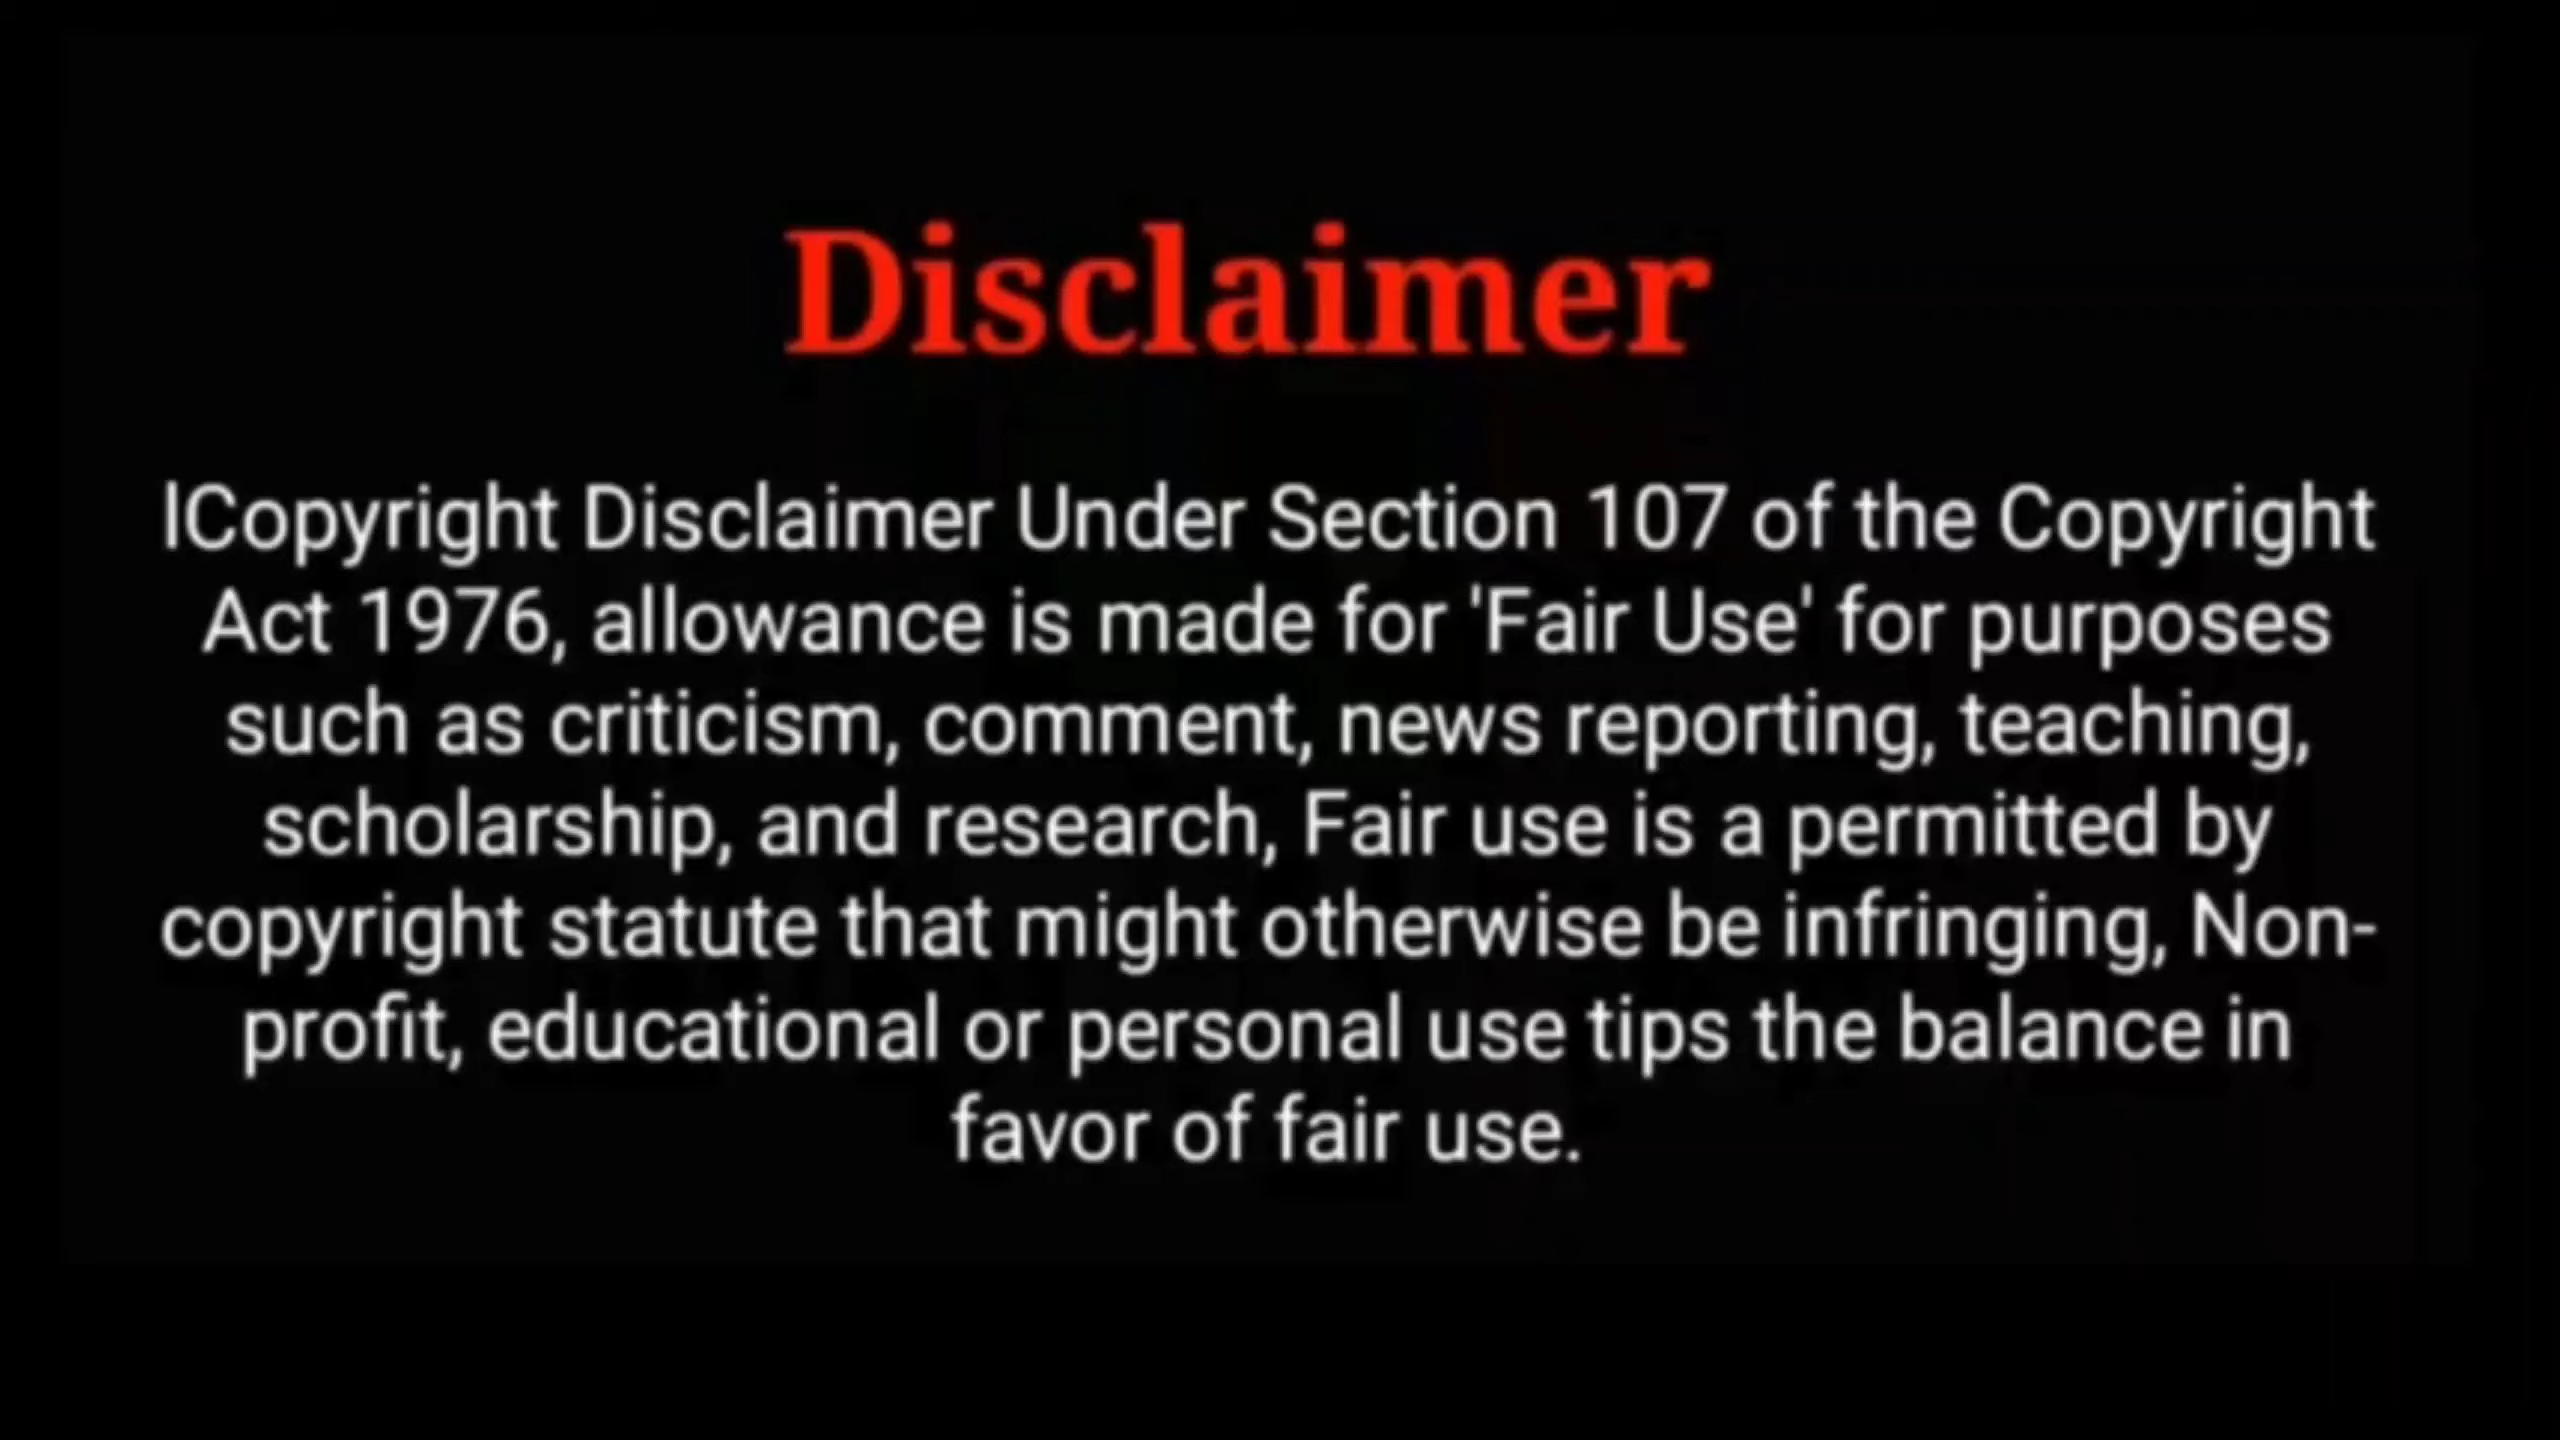 Disclaimer
lCopyright Disclaimer Under Section 107 of the Copyright
Act 1976, allowance is made for 'Fair Use' for purposes
such as criticism, comment, news reporting, teaching,
scholarship, and research, Fair use is a permitted by
copyright statute that might otherwise be infringing, Non-
profit, educational or personal use tips the balance in
favor of fair use.